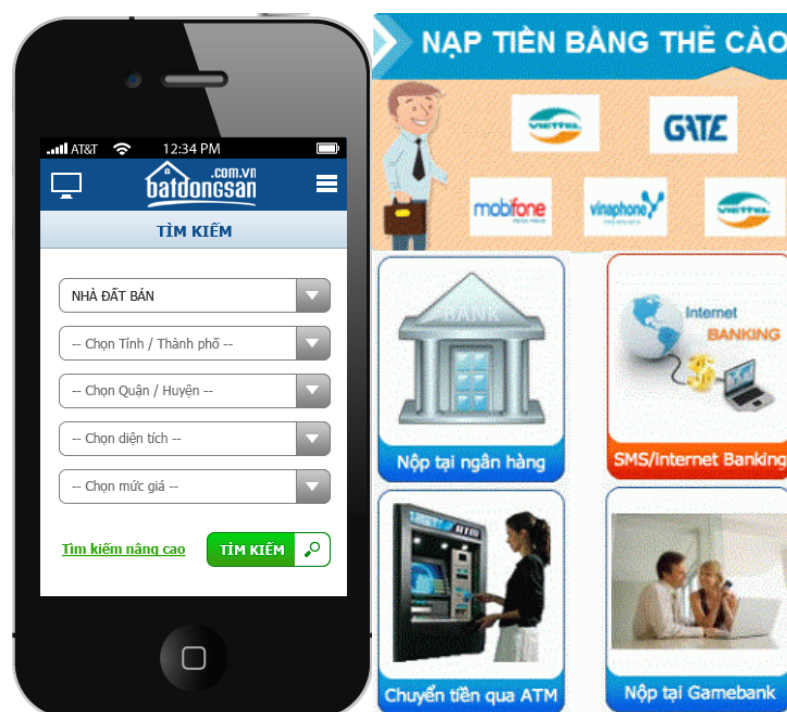 AT&T 12:34 PM
.com.vn
batdongsan
TÌM KIẾM
NHÀ ĐẤT BÁN
-- Chọn Tỉnh / Thành phố --
-- Chọn Quận / Huyện --
-- Chọn diện tích --
-- Chọn mức giá --
Tìm kiếm nâng cao
TÌM KIẾM
NẠP TIỀN BẰNG THẺ CÀO
VIETTEL
GATE
mobifone
vinaphone
VIETTEL
BANK
Nộp tại ngân hàng
Internet
BANKING
SMS/Internet Banking
ATM
Chuyển tiền qua ATM
Nộp tại Gamebank